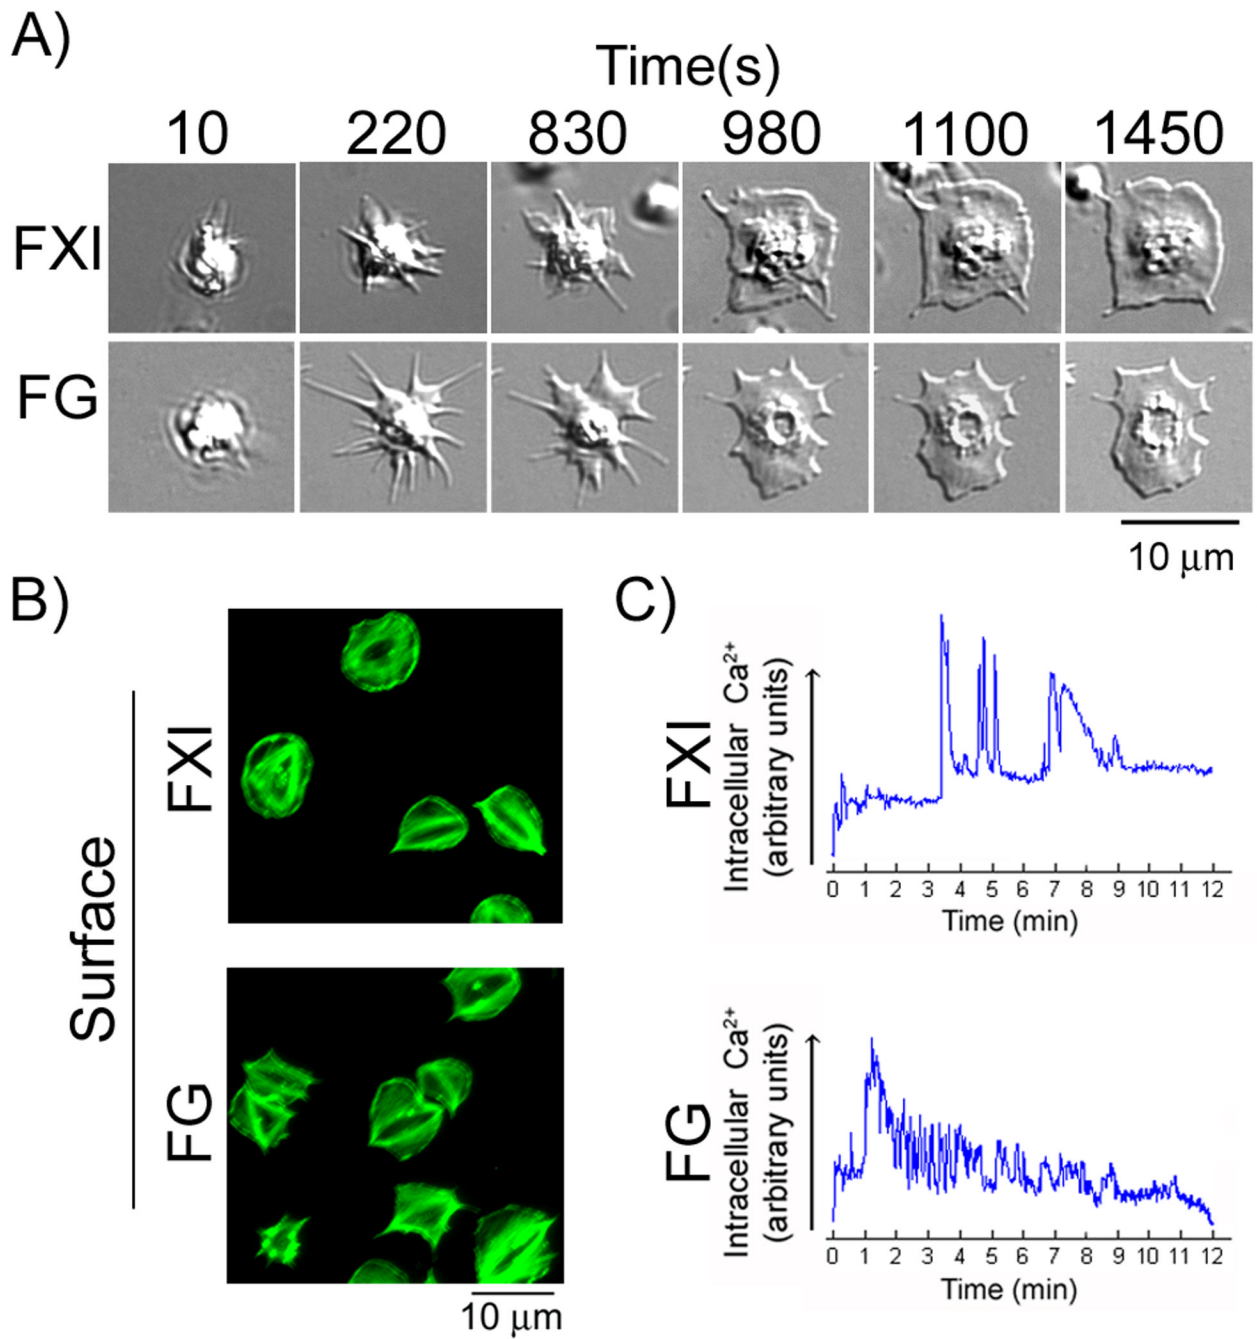 A)
Time(s)
10 220 830 980 1100 1450
FXI
FG
10 μm
B)
Surface
FXI
FG
10 μm
C)
FXI
Intracellular Ca²⁺
(arbitrary units)
0 1 2 3 4 5 6 7 8 9 10 11 12
Time (min)
FG
Intracellular Ca²⁺
(arbitrary units)
0 1 2 3 4 5 6 7 8 9 10 11 12
Time (min)